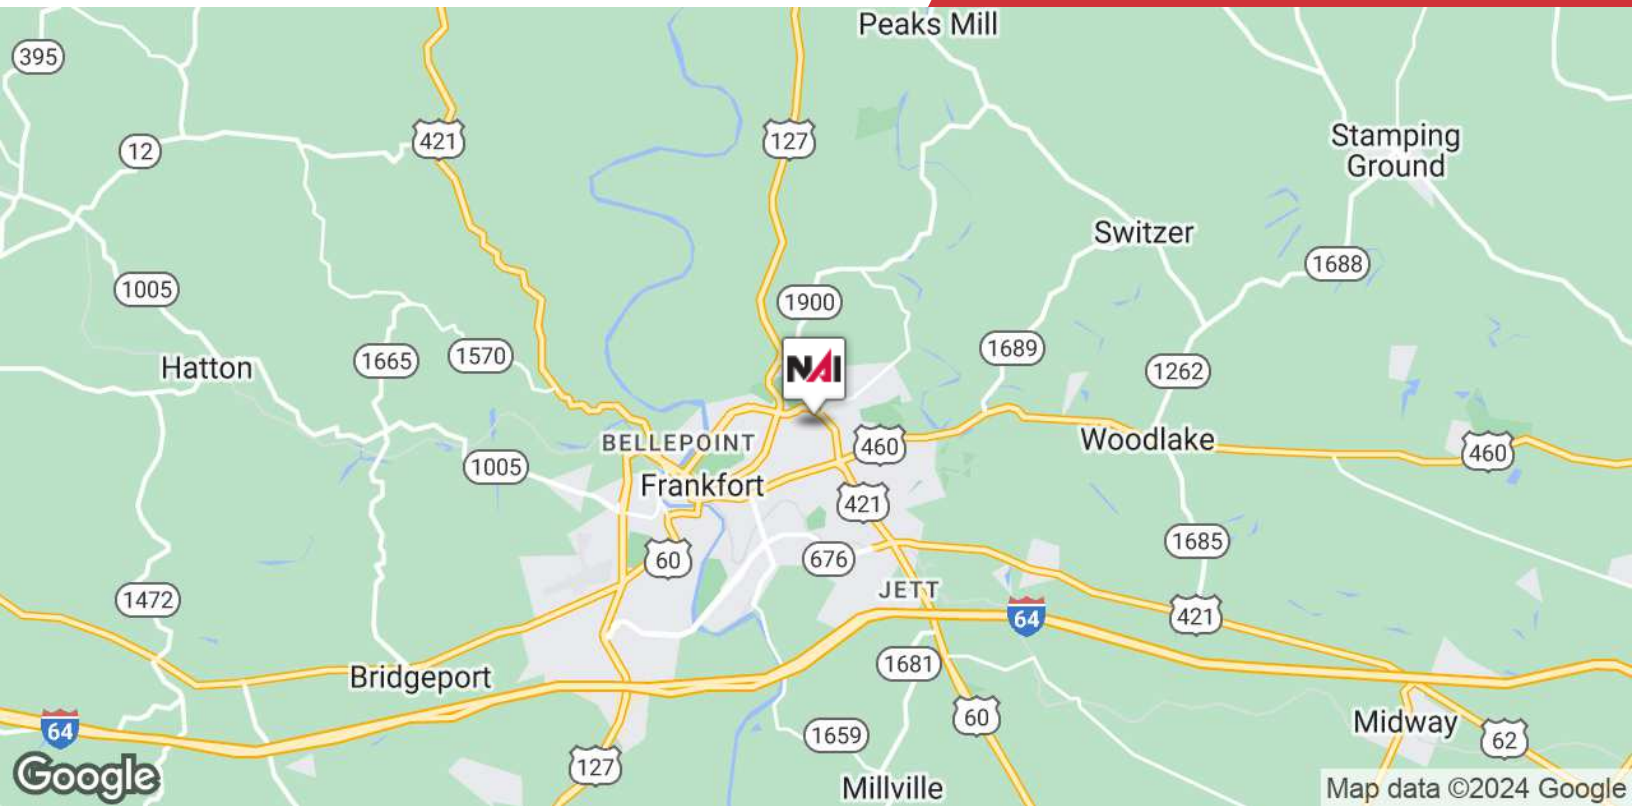 Peaks Mill
395
421
127
12
Stamping
Ground
Switzer
1688
1005
1900
1689
1570
1665
Hatton
NAI
1262
BELLEPOINT
460
Woodlake
460
1005
Frankfort
421
1685
60
676
JETT
1472
64
421
1681
Bridgeport
60
Midway
64
1659
62
127
Google
Millville
Map data ©2024 Google